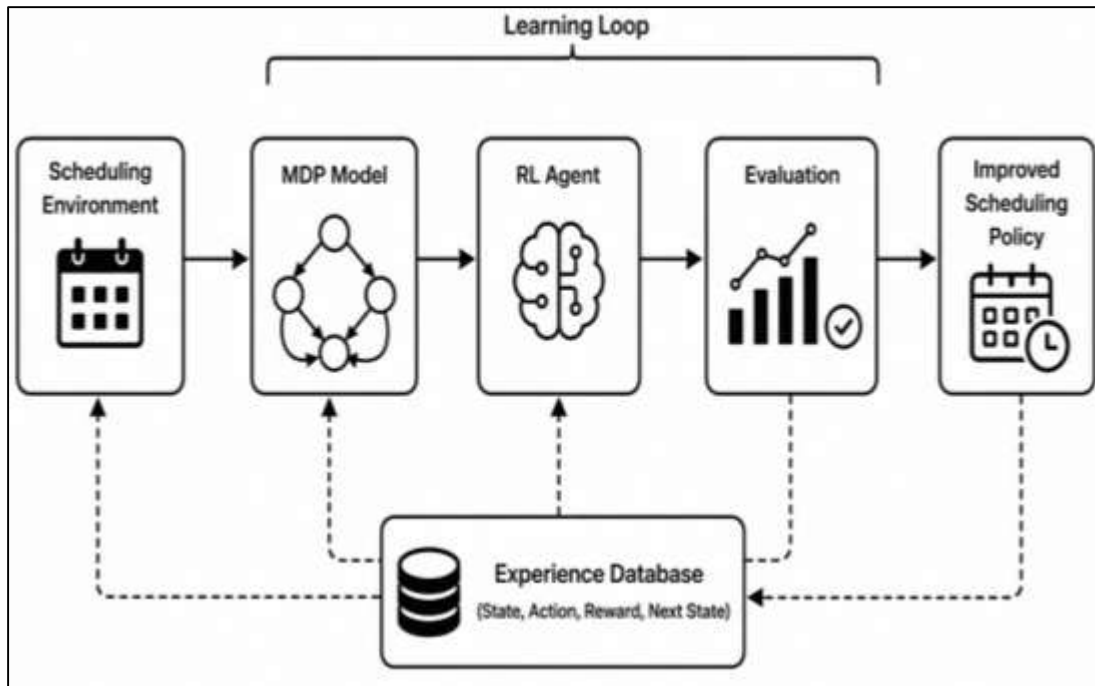 Learning Loop
Scheduling
Environment
MDP Model
RL Agent
Evaluation
Improved
Scheduling
Policy
Experience Database
(State, Action, Reward, Next State)